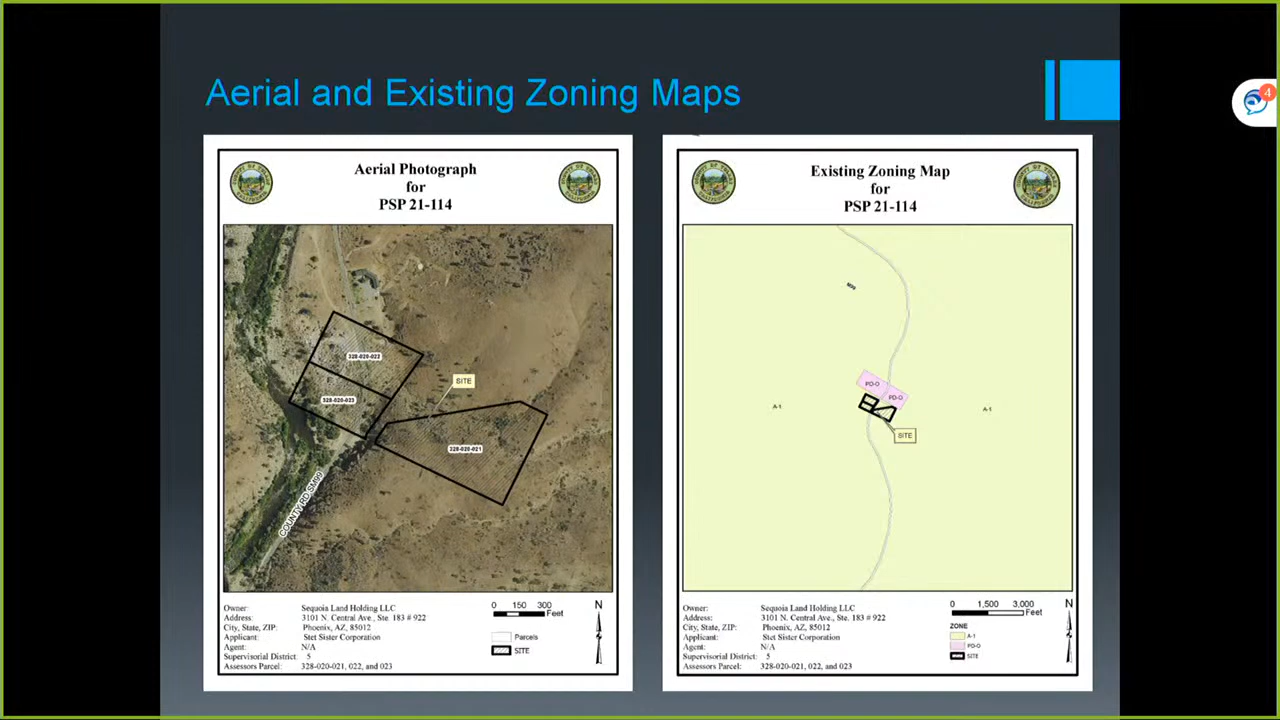 Aerial and Existing Zoning Maps
4
Aerial Photograph
for
PSP 21-114
328-020-022
SITE
328-020-023
328-020-021
COUNTY RD SM99
Owner: Sequoia Land Holding LLC
Address: 3101 N. Central Ave., Ste. 183 # 922
City, State, ZIP: Phoenix, AZ, 85012
Applicant: Stet Sister Corporation
Agent: N/A
Supervisorial District: 5
Assessors Parcel: 328-020-021, 022, and 023
0 150 300
Feet
N
Parcels
SITE
Existing Zoning Map
for
PSP 21-114
M99
PD-O
PD-O
A-1
A-1
SITE
Owner: Sequoia Land Holding LLC
Address: 3101 N. Central Ave., Ste. 183 # 922
City, State, ZIP: Phoenix, AZ, 85012
Applicant: Stet Sister Corporation
Agent: N/A
Supervisorial District: 5
Assessors Parcel: 328-020-021, 022, and 023
0 1,500 3,000
Feet
N
ZONE
A-1
PD-O
SITE